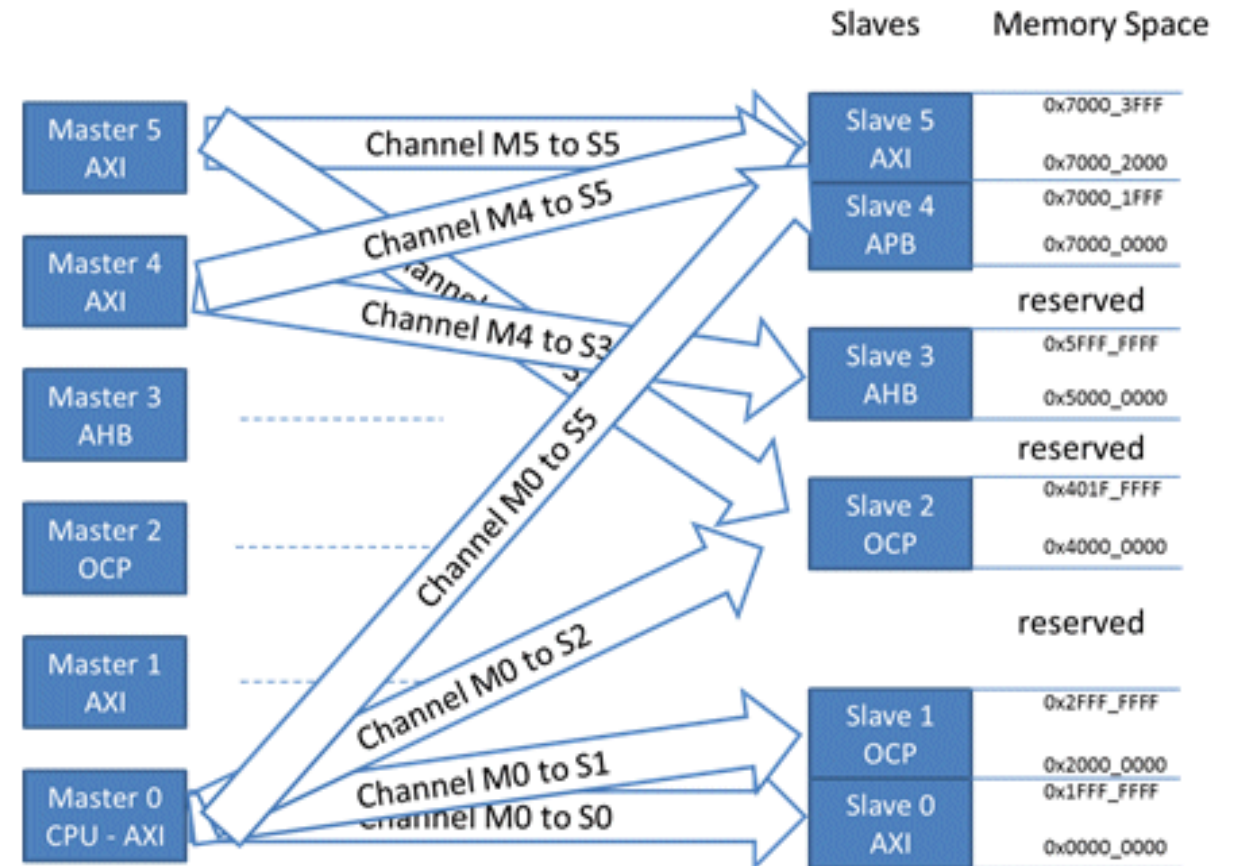 Slaves
Memory Space
Master 5
AXI
Master 4
AXI
Master 3
AHB
Master 2
OCP
Master 1
AXI
Master 0
CPU - AXI
Channel M5 to S5
Channel M4 to S5
Channel M4 to S3
Channel M0 to S5
Channel M0 to S2
Channel M0 to S1
Channel M0 to S0
Slave 5
AXI
0x7000_3FFF
0x7000_2000
Slave 4
APB
0x7000_1FFF
0x7000_0000
reserved
Slave 3
AHB
0x5FFF_FFFF
0x5000_0000
reserved
Slave 2
OCP
0x401F_FFFF
0x4000_0000
reserved
Slave 1
OCP
0x2FFF_FFFF
0x2000_0000
Slave 0
AXI
0x1FFF_FFFF
0x0000_0000